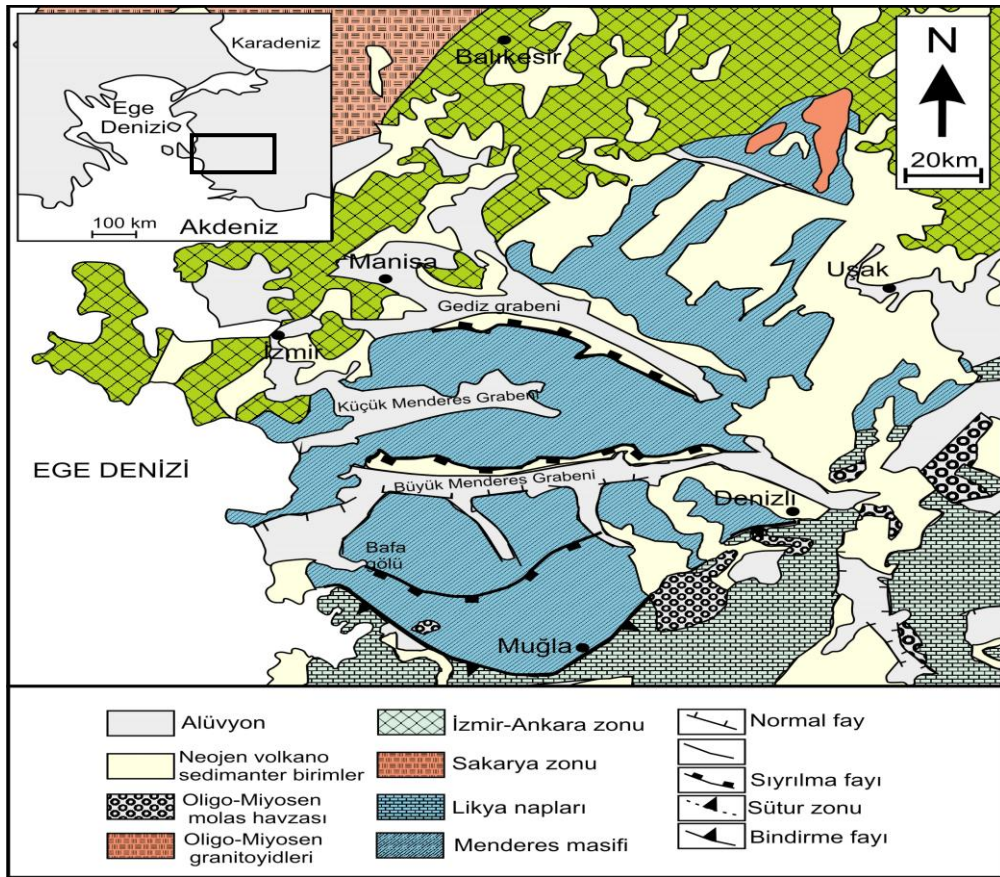 Karadeniz
Ege
Denizi
100 km
Akdeniz
Balıkesir
N
20km
Manisa
Uşak
Gediz grabeni
İzmir
Küçük Menderes Grabeni
EGE DENİZİ
Büyük Menderes Grabeni
Denizli
Bafa
gölü
Muğla
Alüvyon
Neojen volkano
sedimanter birimler
Oligo-Miyosen
molas havzası
Oligo-Miyosen
granitoyidleri
İzmir-Ankara zonu
Sakarya zonu
Likya napları
Menderes masifi
Normal fay
Sıyrılma fayı
Sütur zonu
Bindirme fayı